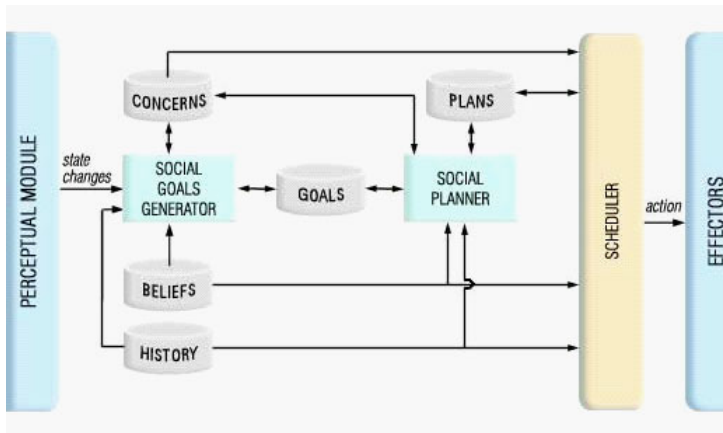 PERCEPTUAL MODULE
state
changes
CONCERNS
SOCIAL
GOALS
GENERATOR
BELIEFS
HISTORY
GOALS
PLANS
SOCIAL
PLANNER
SCHEDULER
action
EFFECTORS